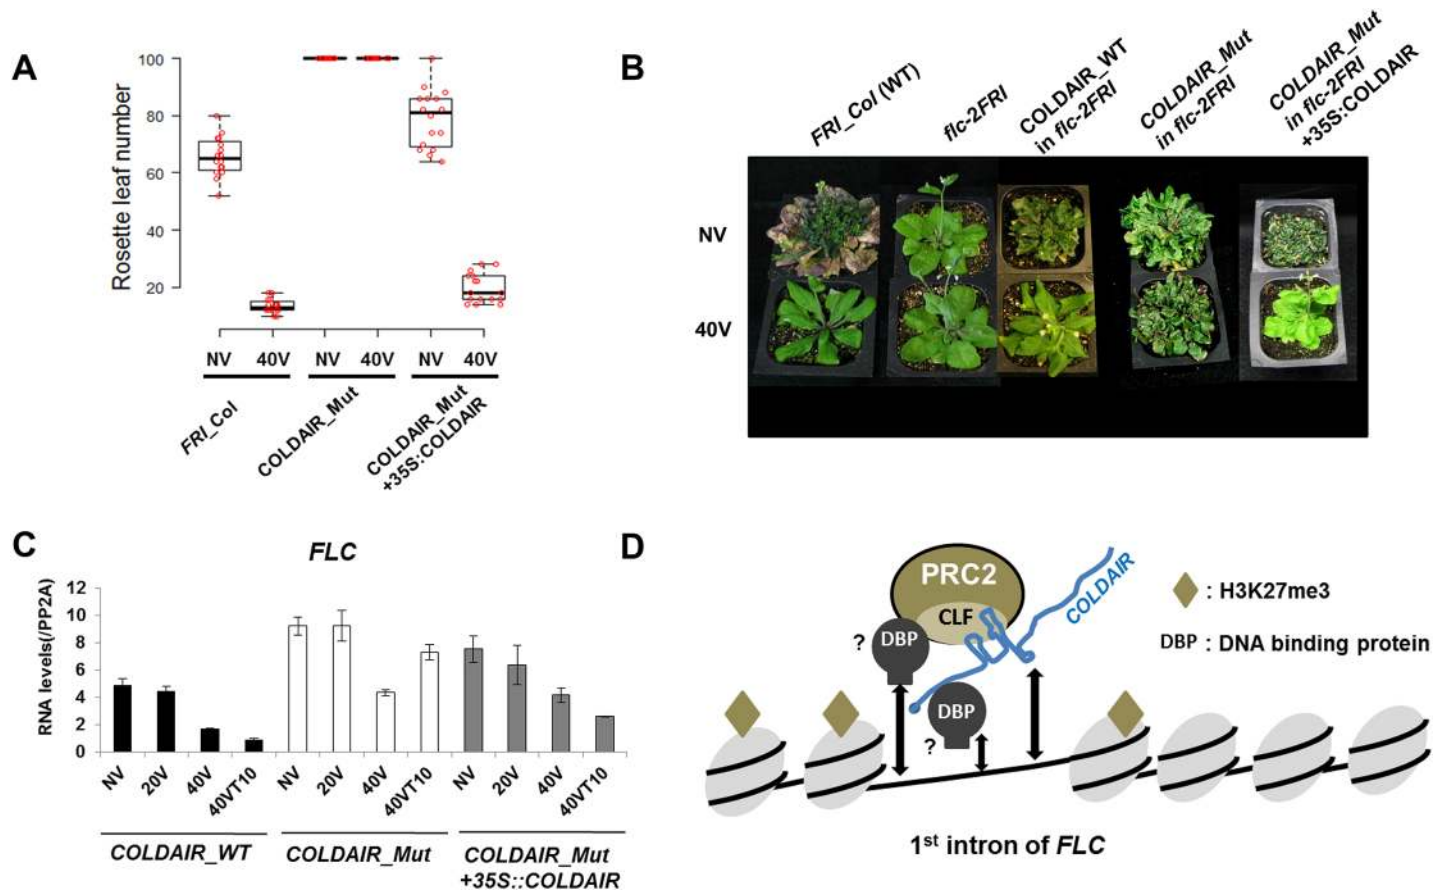 A
Rosette leaf number
100
80
60
40
20
NV
40V
NV
40V
NV
40V
FRI_Col
COLDAIR_Mut
COLDAIR_Mut
+35S:COLDAIR
B
FRI_Col (WT)
flc-2FRI
COLDAIR_WT
in flc-2FRI
COLDAIR_Mut
in flc-2FRI
COLDAIR_Mut
in flc-2FRI
+35S:COLDAIR
NV
40V
C
FLC
RNA levels(/PP2A)
12
10
8
6
4
2
0
NV
20V
40V
40VT10
NV
20V
40V
40VT10
NV
20V
40V
40VT10
COLDAIR_WT
COLDAIR_Mut
COLDAIR_Mut
+35S::COLDAIR
D
PRC2
CLF
DBP
?
DBP
?
COLDAIR
: H3K27me3
DBP : DNA binding protein
1st intron of FLC